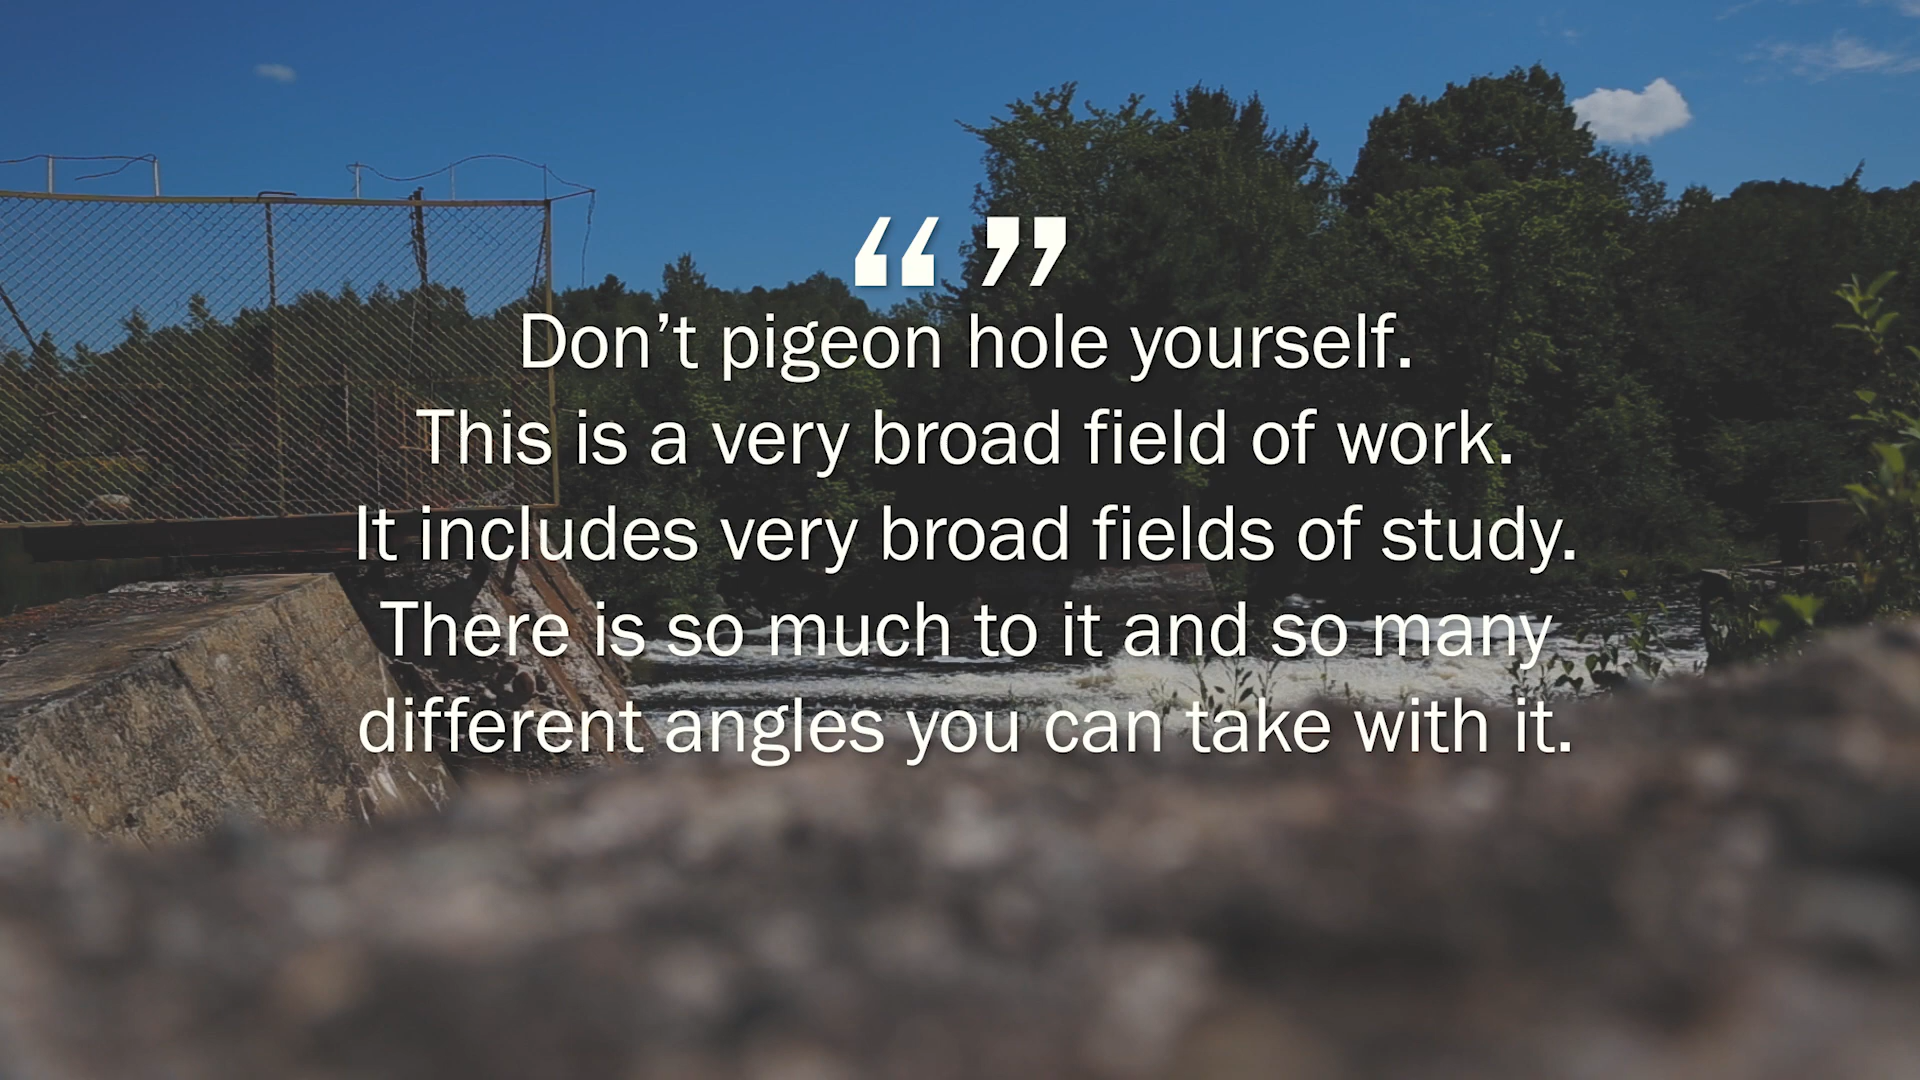 “ ”
Don’t pigeon hole yourself.
This is a very broad field of work.
It includes very broad fields of study.
There is so much to it and so many
different angles you can take with it.